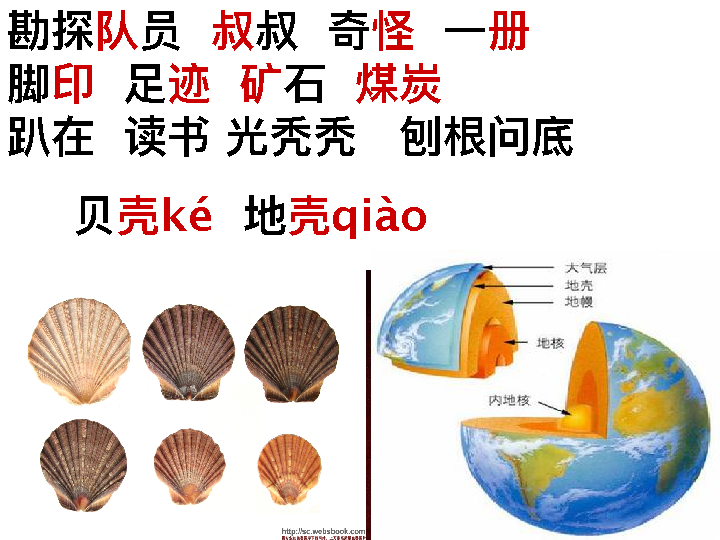 勘探队员 叔叔 奇怪 一册
脚印 足迹 矿石 煤炭
趴在 读书 光秃秃 刨根问底
贝壳ké 地壳qiào
大气层
地壳
地幔
地核
内地核
http://sc.websbook.com